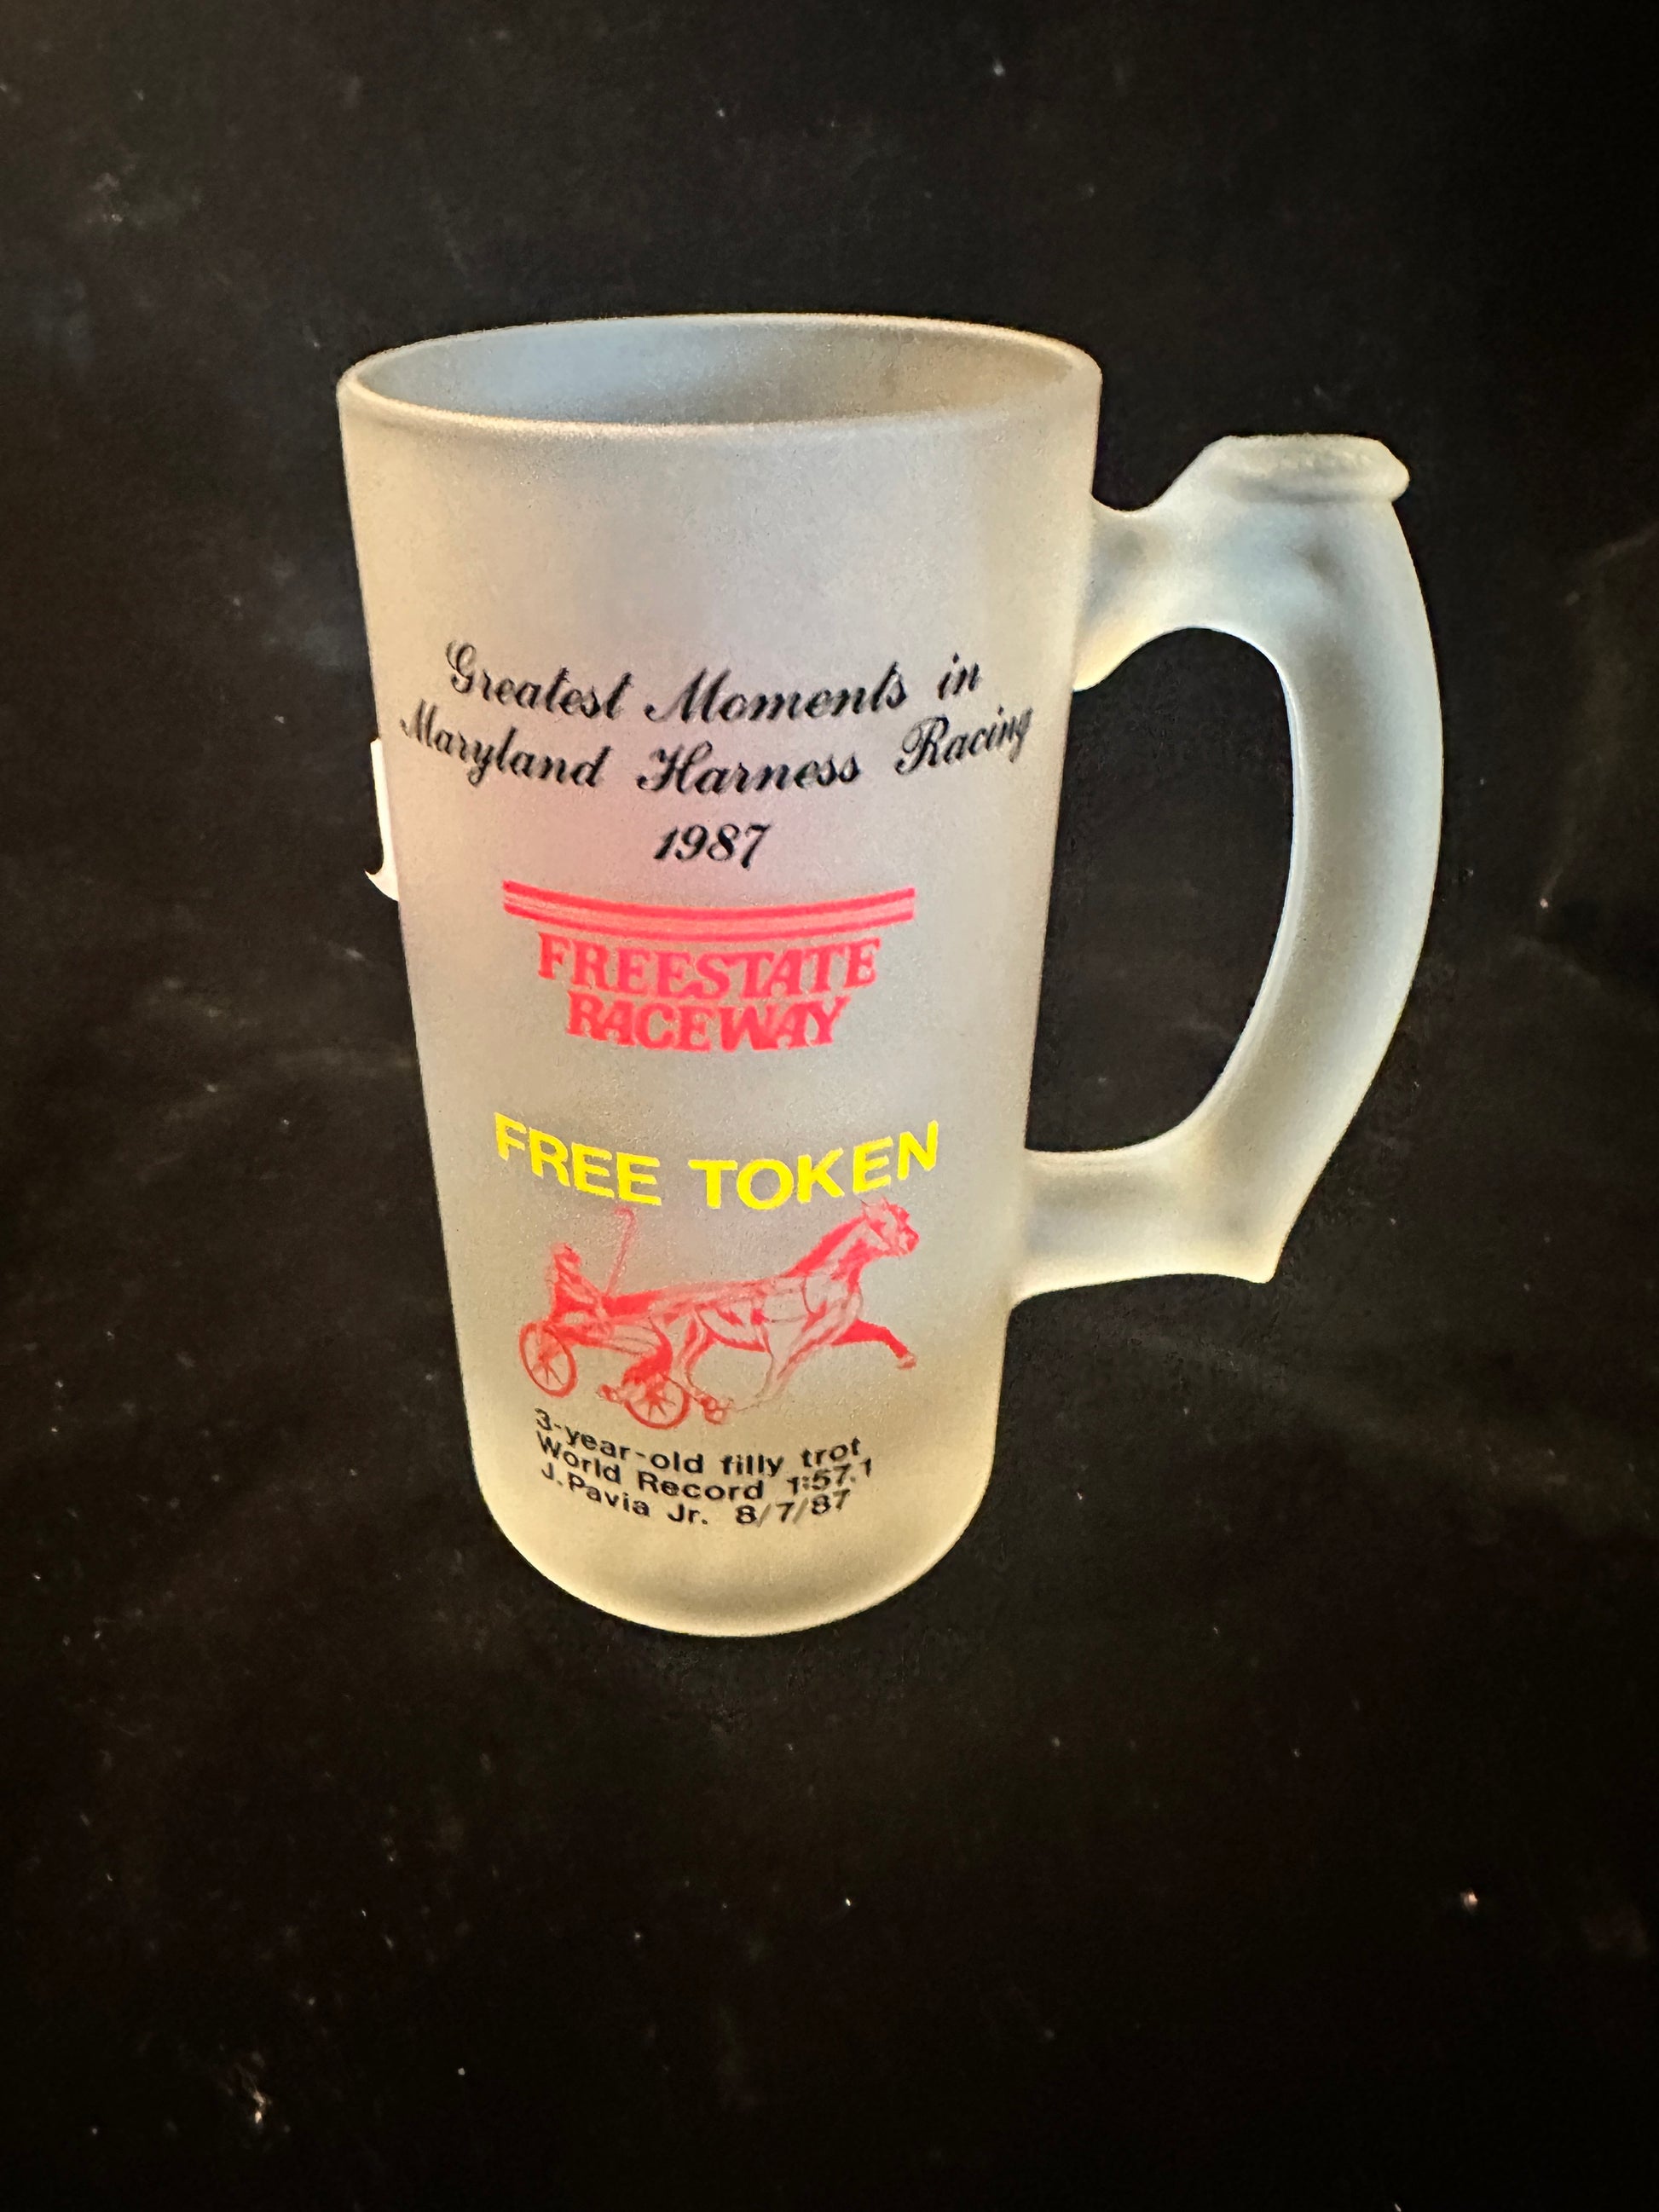 Greatest Moments in
Maryland Harness Racing
1987
FREESTATE
RACEWAY
FREE TOKEN
3-year-old filly trot
World Record 1:57.1
J.Pavia Jr. 8/7/87